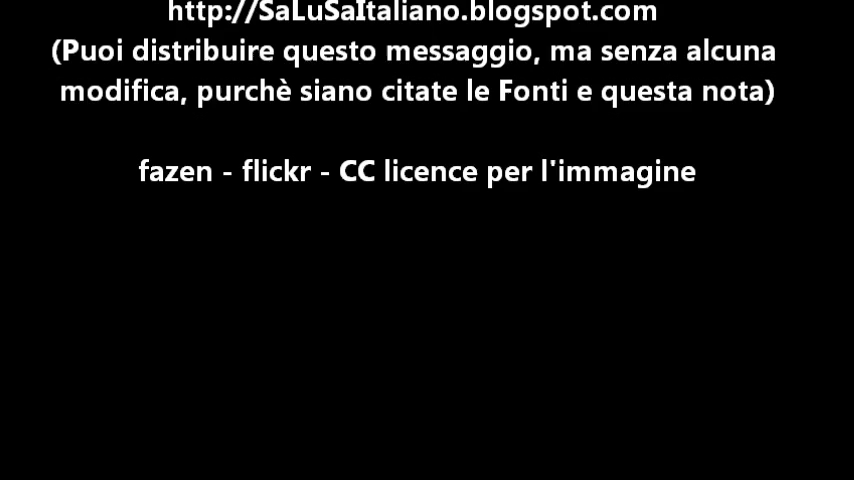 http://SaLuSaItaliano.blogspot.com
(Puoi distribuire questo messaggio, ma senza alcuna
modifica, purchè siano citate le Fonti e questa nota)
fazen - flickr - CC licence per l'immagine